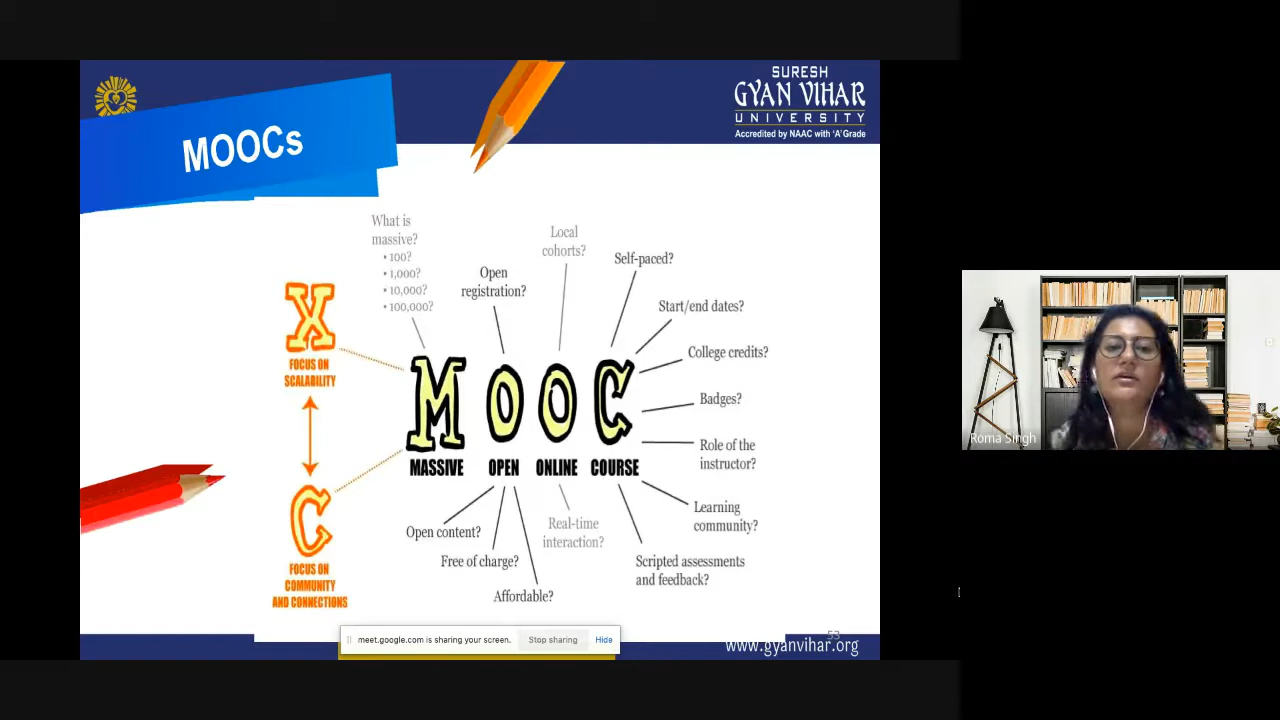 SURESH
GYAN VIHAR
UNIVERSITY
Accredited by NAAC with 'A' Grade
MOOCs
What is
massive?
• 100?
• 1,000?
• 10,000?
• 100,000?
Open
registration?
Local
cohorts?
Self-paced?
Start/end dates?
College credits?
Badges?
Role of the
instructor?
Learning
community?
Scripted assessments
and feedback?
X
FOCUS ON
SCALABILITY
C
FOCUS ON
COMMUNITY
AND CONNECTIONS
MOOC
MASSIVE OPEN ONLINE COURSE
Open content?
Free of charge?
Affordable?
Real-time
interaction?
meet.google.com is sharing your screen.
Stop sharing
Hide
53
www.gyanvihar.org
Roma Singh